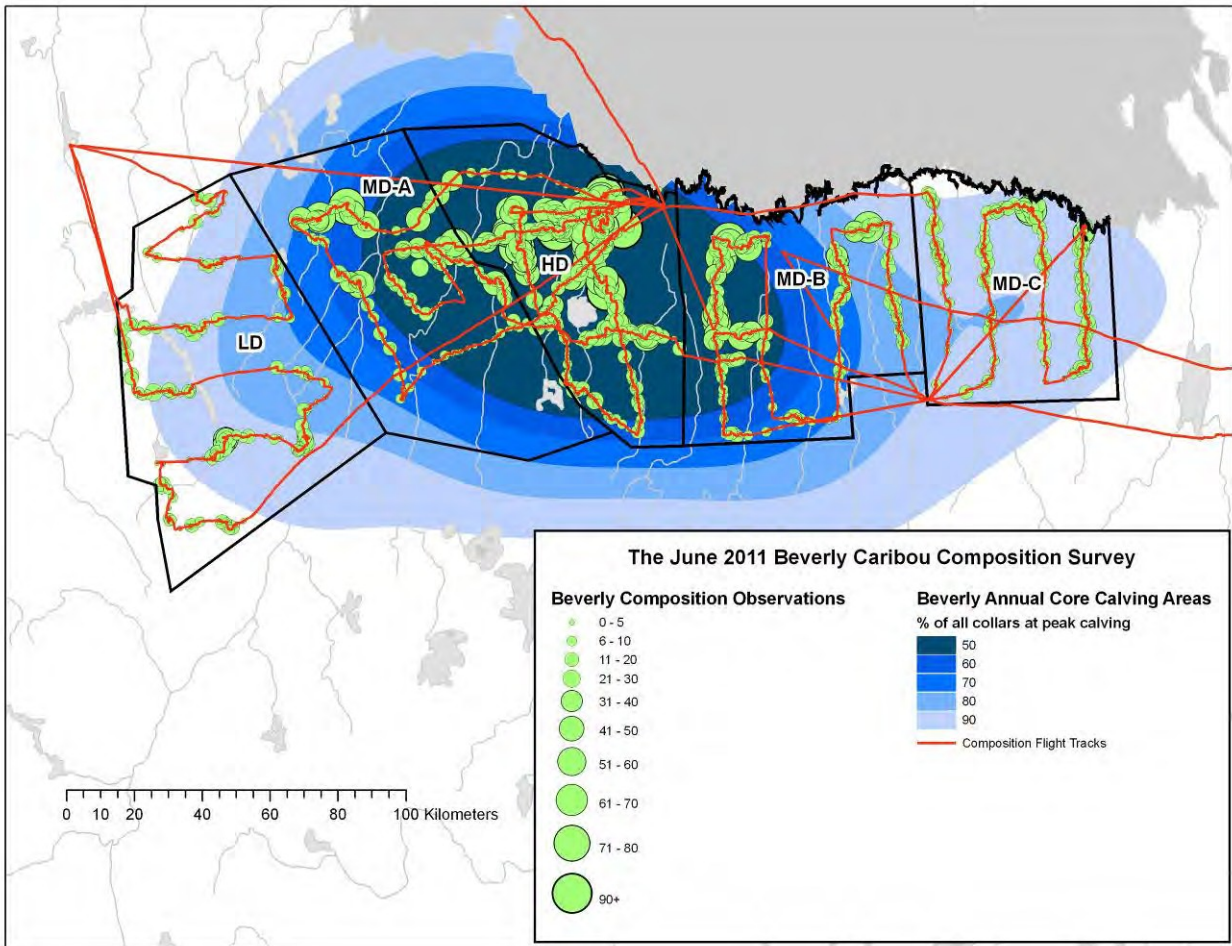 MD-A
HD
MD-B
MD-C
LD
The June 2011 Beverly Caribou Composition Survey
Beverly Composition Observations
0 - 5
6 - 10
11 - 20
21 - 30
31 - 40
41 - 50
51 - 60
61 - 70
71 - 80
90+
Beverly Annual Core Calving Areas
% of all collars at peak calving
50
60
70
80
90
Composition Flight Tracks
0 10 20 40 60 80 100 Kilometers